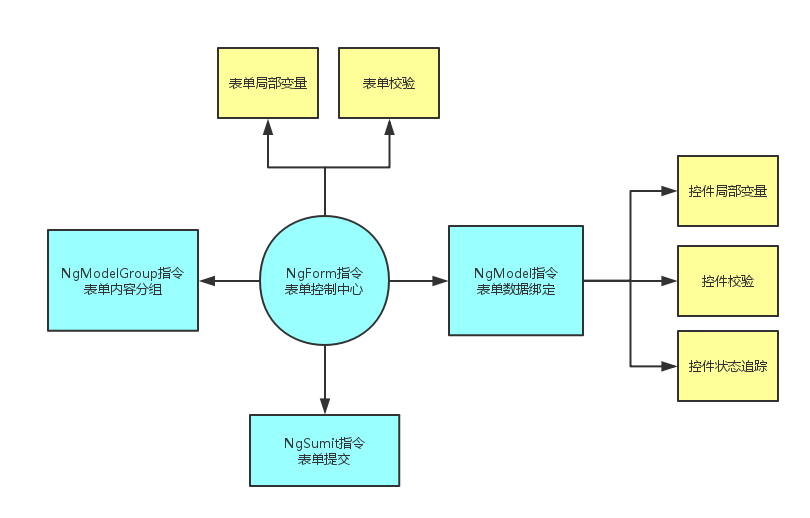 表单局部变量
表单校验
控件局部变量
NgModelGroup指令
表单内容分组
NgForm指令
表单控制中心
NgModel指令
表单数据绑定
控件校验
控件状态追踪
NgSumit指令
表单提交